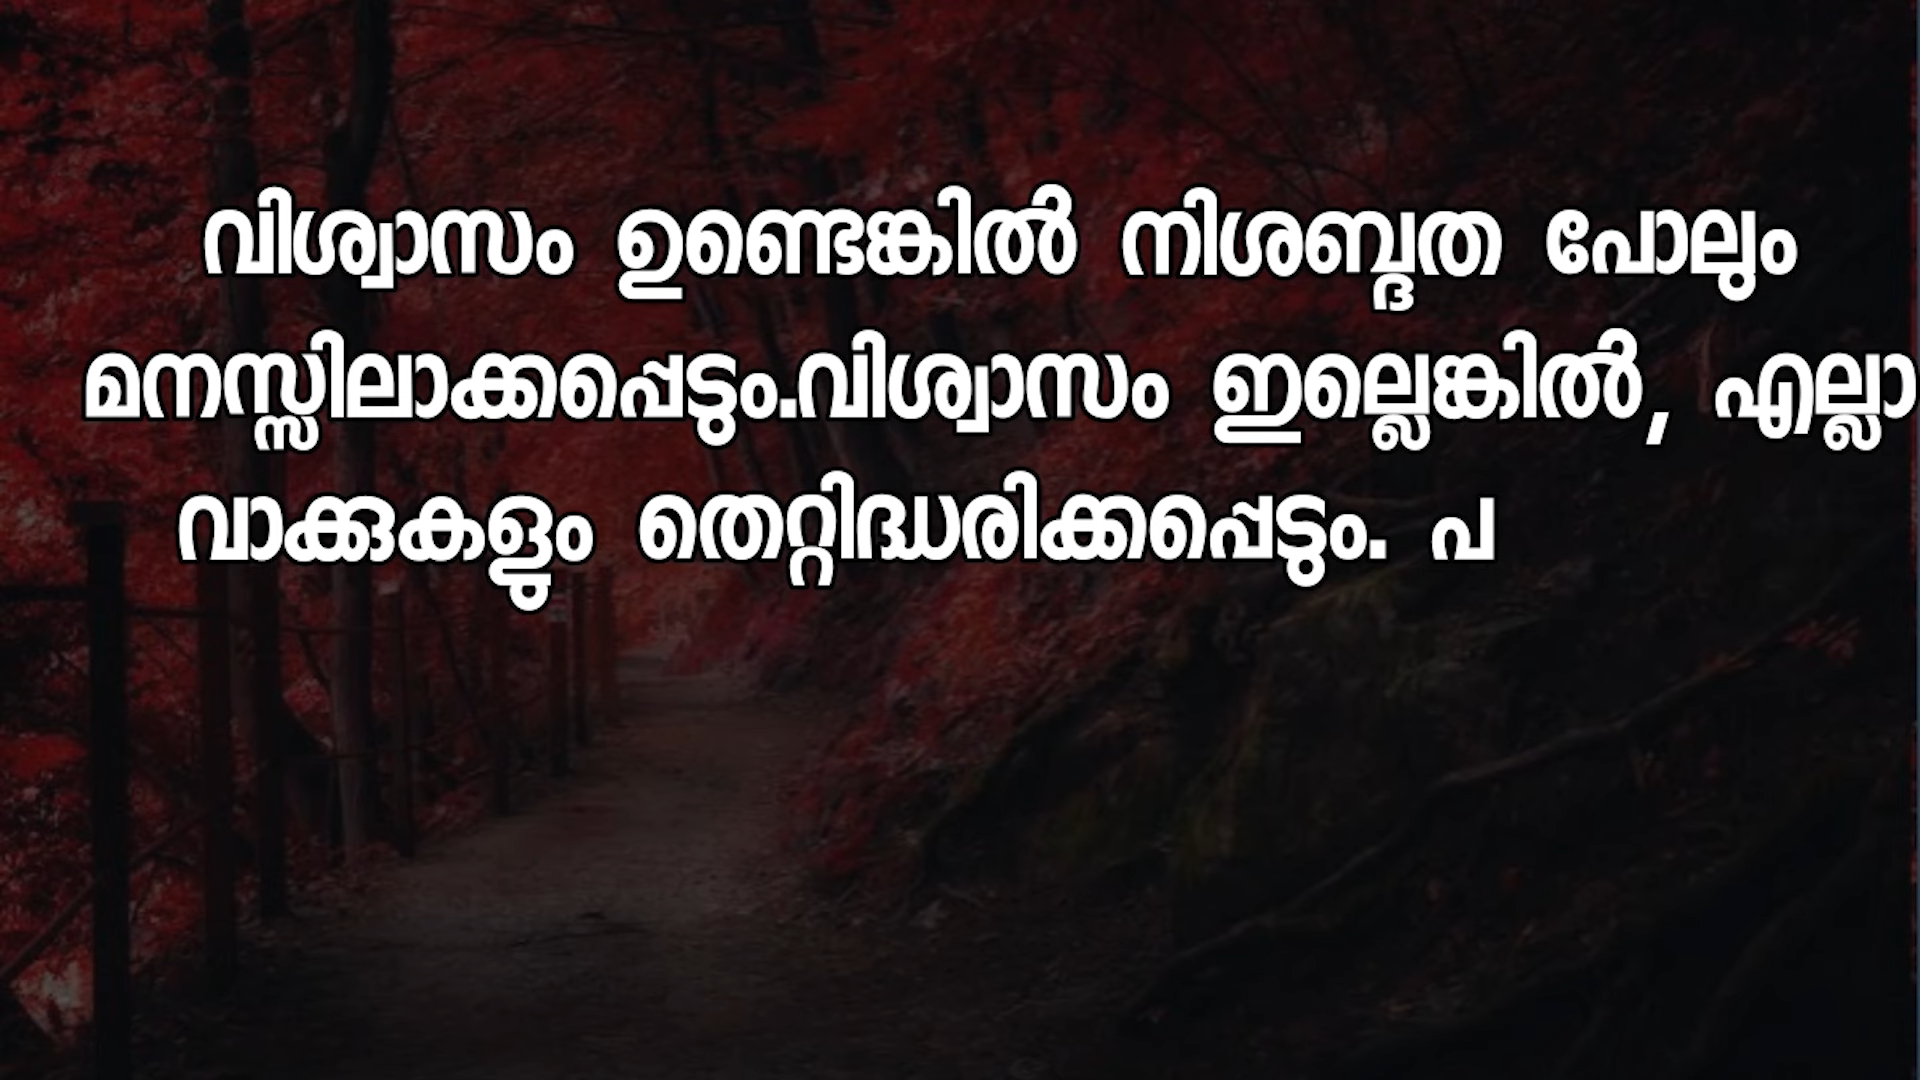 വിശ്വാസം ഉണ്ടെങ്കിൽ നിശബ്ദത പോലും
മനസ്സിലാക്കപ്പെടും.വിശ്വാസം ഇല്ലെങ്കിൽ, എല്ലാ
വാക്കുകളും തെറ്റിദ്ധരിക്കപ്പെടും. പ